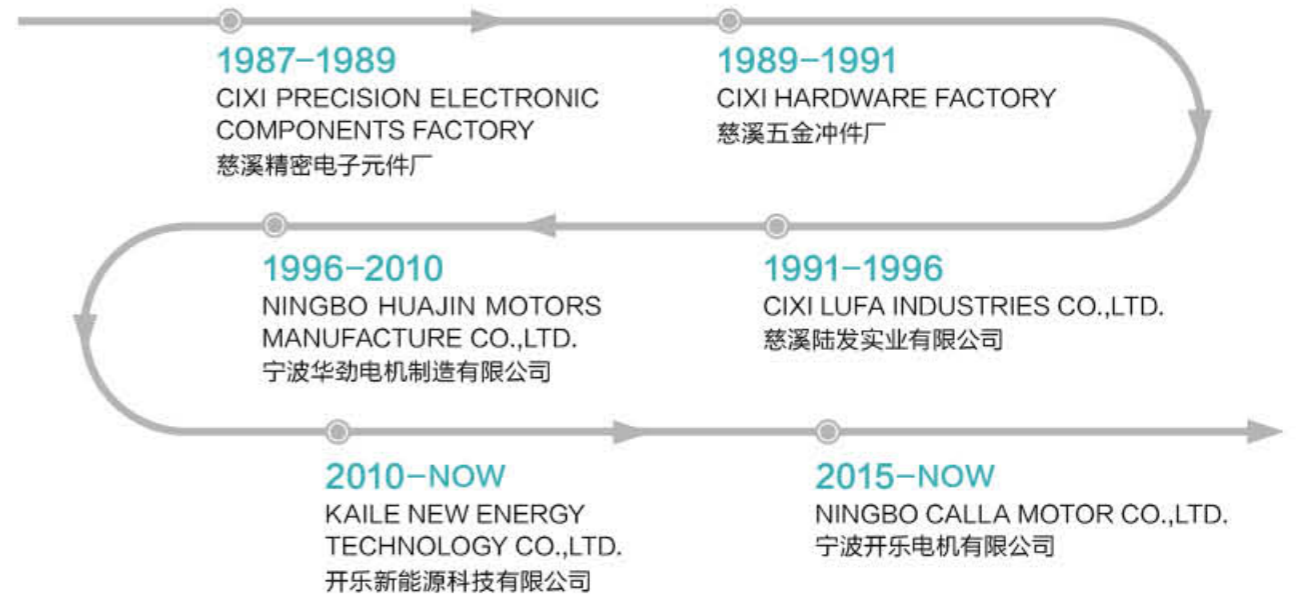 1987–1989
CIXI PRECISION ELECTRONIC
COMPONENTS FACTORY
慈溪精密电子元件厂
1989–1991
CIXI HARDWARE FACTORY
慈溪五金冲件厂
1991–1996
CIXI LUFA INDUSTRIES CO.,LTD.
慈溪陆发实业有限公司
1996–2010
NINGBO HUAJIN MOTORS
MANUFACTURE CO.,LTD.
宁波华劲电机制造有限公司
2010–NOW
KAILE NEW ENERGY
TECHNOLOGY CO.,LTD.
开乐新能源科技有限公司
2015–NOW
NINGBO CALLA MOTOR CO.,LTD.
宁波开乐电机有限公司